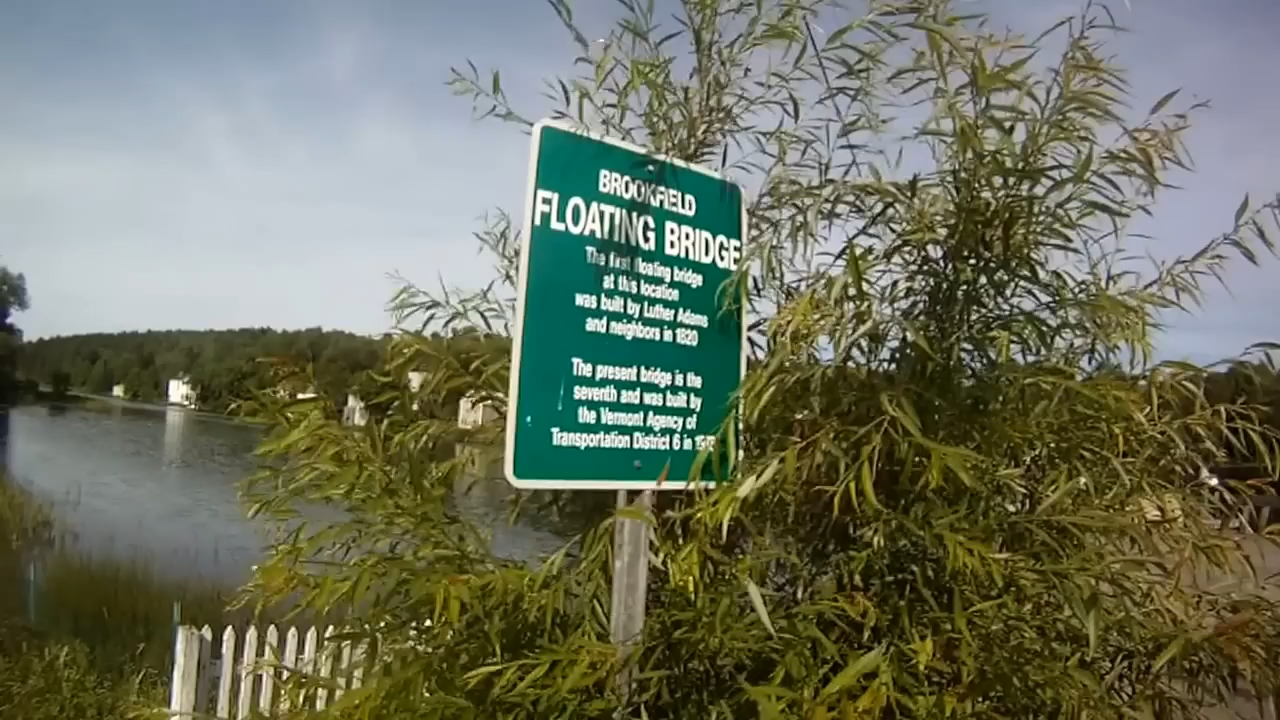 BROOKFIELD
FLOATING BRIDGE
The first floating bridge
at this location
was built by Luther Adams
and neighbors in 1820
The present bridge is the
seventh and was built by
the Vermont Agency of
Transportation District 6 in